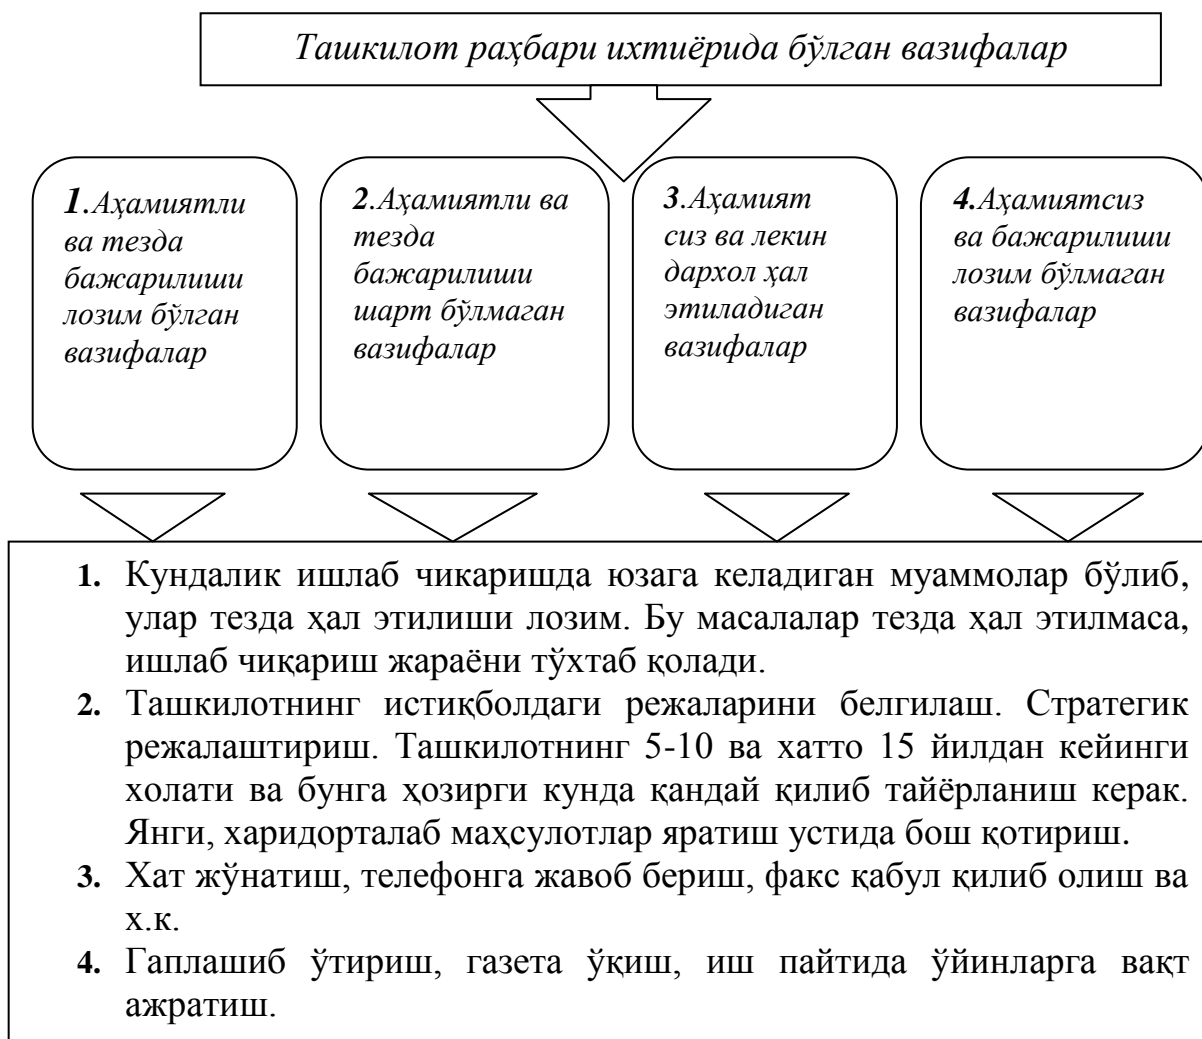 Ташкилот раҳбари ихтиёрида бўлган вазифалар
1.Аҳамиятли
ва тезда
бажарилиши
лозим бўлган
вазифалар
2.Аҳамиятли ва
тезда
бажарилиши
шарт бўлмаган
вазифалар
3.Аҳамият
сиз ва лекин
дархол ҳал
этиладиган
вазифалар
4.Аҳамиятсиз
ва бажарилиши
лозим бўлмаган
вазифалар
1. Кундалик ишлаб чикаришда юзага келадиган муаммолар бўлиб,
улар тезда ҳал этилиши лозим. Бу масалалар тезда ҳал этилмаса,
ишлаб чиқариш жараёни тўхтаб қолади.
2. Ташкилотнинг истиқболдаги режаларини белгилаш. Стратегик
режалаштириш. Ташкилотнинг 5-10 ва хатто 15 йилдан кейинги
холати ва бунга ҳозирги кунда қандай қилиб тайёрланиш керак.
Янги, харидорталаб маҳсулотлар яратиш устида бош қотириш.
3. Хат жўнатиш, телефонга жавоб бериш, факс қабул қилиб олиш ва
х.к.
4. Гаплашиб ўтириш, газета ўқиш, иш пайтида ўйинларга вақт
ажратиш.